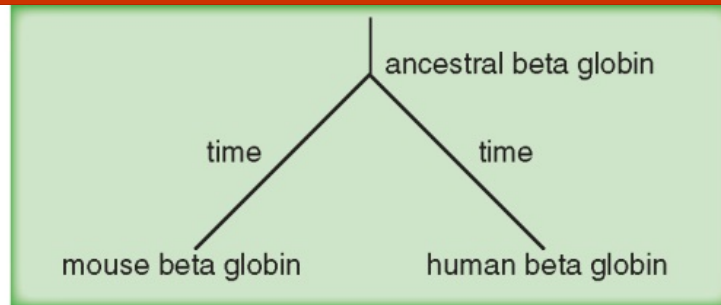 ancestral beta globin
time
time
mouse beta globin
human beta globin